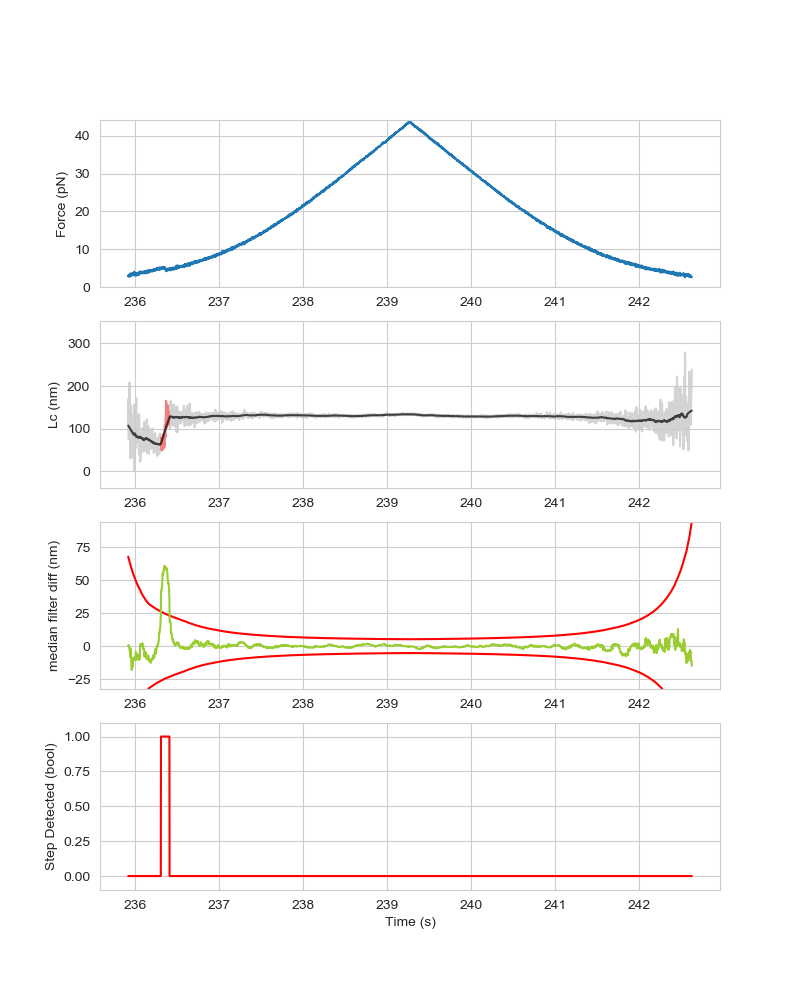 Force (pN)
40
30
20
10
0
236 237 238 239 240 241 242
Lc (nm)
300
200
100
0
236 237 238 239 240 241 242
median filter diff (nm)
75
50
25
0
−25
236 237 238 239 240 241 242
Step Detected (bool)
1.00
0.75
0.50
0.25
0.00
236 237 238 239 240 241 242
Time (s)